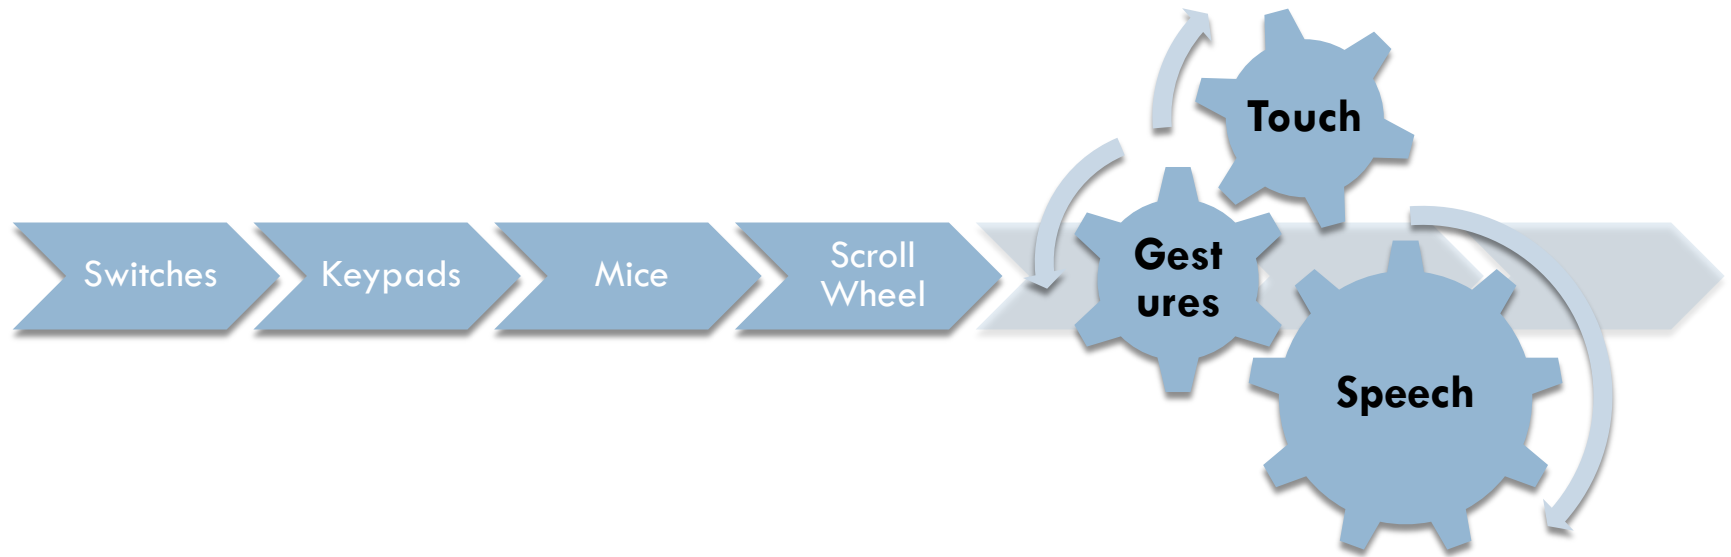 Switches
Keypads
Mice
Scroll
Wheel
Touch
Gest
ures
Speech